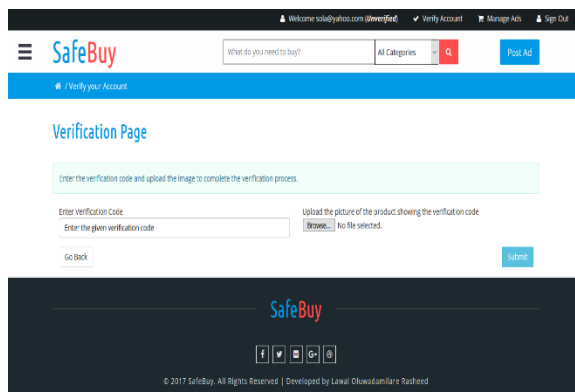 Welcome sola@yahoo.com (Unverified) Verify Account Manage Ads Sign Out
SafeBuy
What do you need to buy? All Categories
Post Ad
/ Verify your Account
Verification Page
Enter the verification code and upload the image to complete the verification process.
Enter Verification Code
Enter the given verification code
Upload the picture of the product showing the verification code
Browse... No file selected.
Go Back
Submit
SafeBuy
f G+ @
© 2017 SafeBuy. All Rights Reserved | Developed by Lawal Oluwadamilare Rasheed